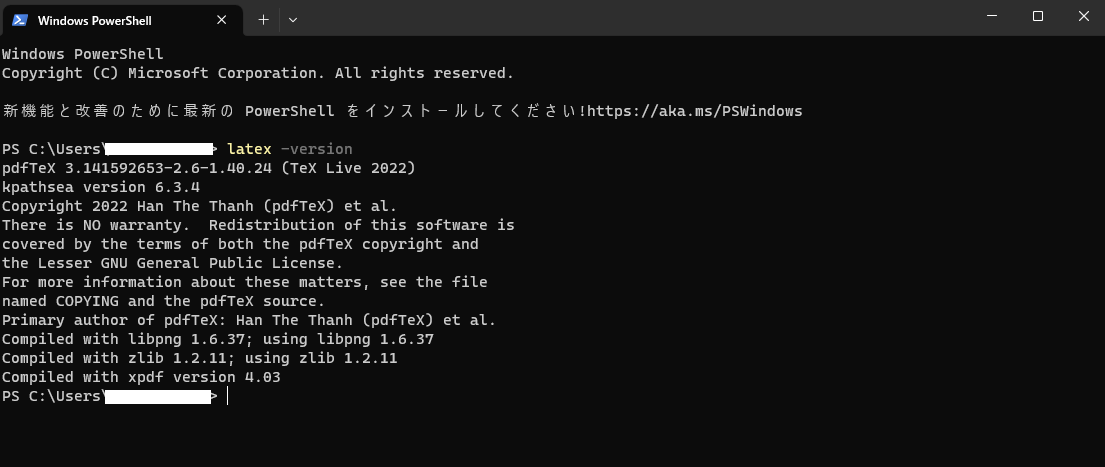 Windows PowerShell
Windows PowerShell
Copyright (C) Microsoft Corporation. All rights reserved.
新機能と改善のために最新の PowerShell をインストールしてください!https://aka.ms/PSWindows
PS C:\Users\> latex -version
pdfTeX 3.141592653-2.6-1.40.24 (TeX Live 2022)
kpathsea version 6.3.4
Copyright 2022 Han The Thanh (pdfTeX) et al.
There is NO warranty.  Redistribution of this software is
covered by the terms of both the pdfTeX copyright and
the Lesser GNU General Public License.
For more information about these matters, see the file
named COPYING and the pdfTeX source.
Primary author of pdfTeX: Han The Thanh (pdfTeX) et al.
Compiled with libpng 1.6.37; using libpng 1.6.37
Compiled with zlib 1.2.11; using zlib 1.2.11
Compiled with xpdf version 4.03
PS C:\Users\>